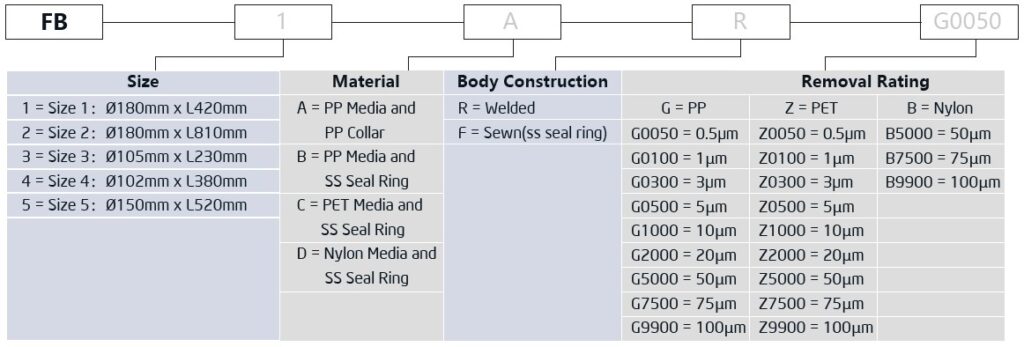 FB 1 A R G0050
Size Material Body Construction Removal Rating
1 = Size 1: Ø180mm x L420mm A = PP Media and R = Welded G = PP Z = PET B = Nylon
2 = Size 2: Ø180mm x L810mm PP Collar F = Sewn(ss seal ring) G0050 = 0.5μm Z0050 = 0.5μm B5000 = 50μm
3 = Size 3: Ø105mm x L230mm B = PP Media and G0100 = 1μm Z0100 = 1μm B7500 = 75μm
4 = Size 4: Ø102mm x L380mm SS Seal Ring G0300 = 3μm Z0300 = 3μm B9900 = 100μm
5 = Size 5: Ø150mm x L520mm C = PET Media and G0500 = 5μm Z0500 = 5μm
SS Seal Ring G1000 = 10μm Z1000 = 10μm
D = Nylon Media and G2000 = 20μm Z2000 = 20μm
SS Seal Ring G5000 = 50μm Z5000 = 50μm
G7500 = 75μm Z7500 = 75μm
G9900 = 100μm Z9900 = 100μm